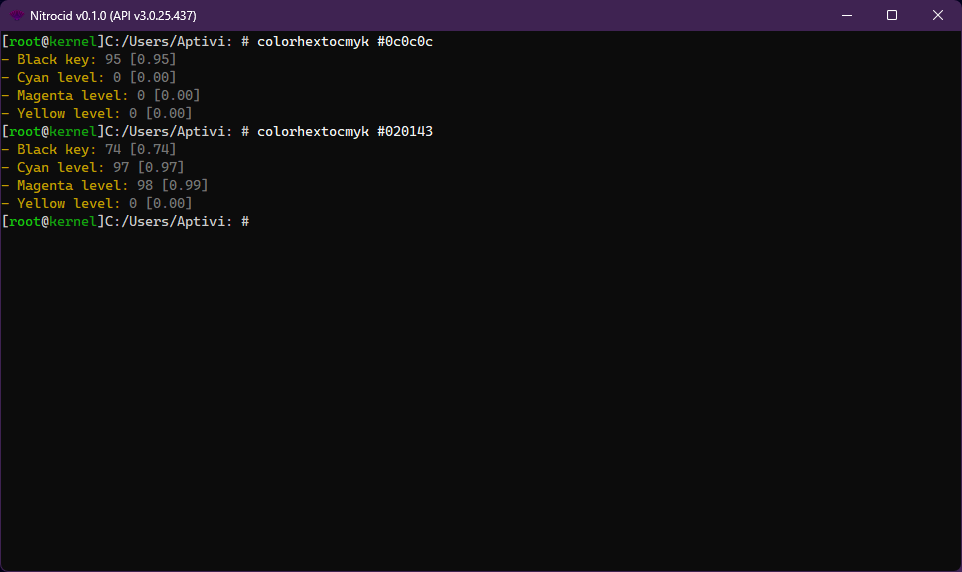 Nitrocid v0.1.0 (API v3.0.25.437)
[root@kernel]C:/Users/Aptivi: # colorhextocmyk #0c0c0c
- Black key: 95 [0.95]
- Cyan level: 0 [0.00]
- Magenta level: 0 [0.00]
- Yellow level: 0 [0.00]
[root@kernel]C:/Users/Aptivi: # colorhextocmyk #020143
- Black key: 74 [0.74]
- Cyan level: 97 [0.97]
- Magenta level: 98 [0.99]
- Yellow level: 0 [0.00]
[root@kernel]C:/Users/Aptivi: #